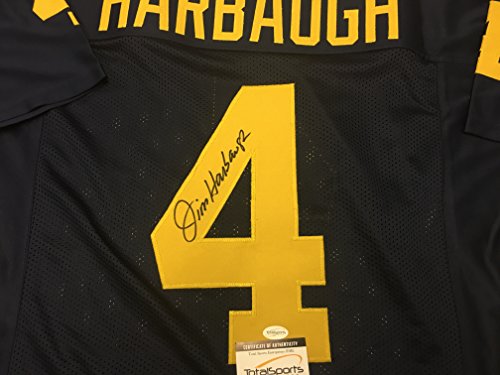 HARBAUGH
4
Jim Harbaugh
CERTIFICATE OF AUTHENTICITY
TotalSports